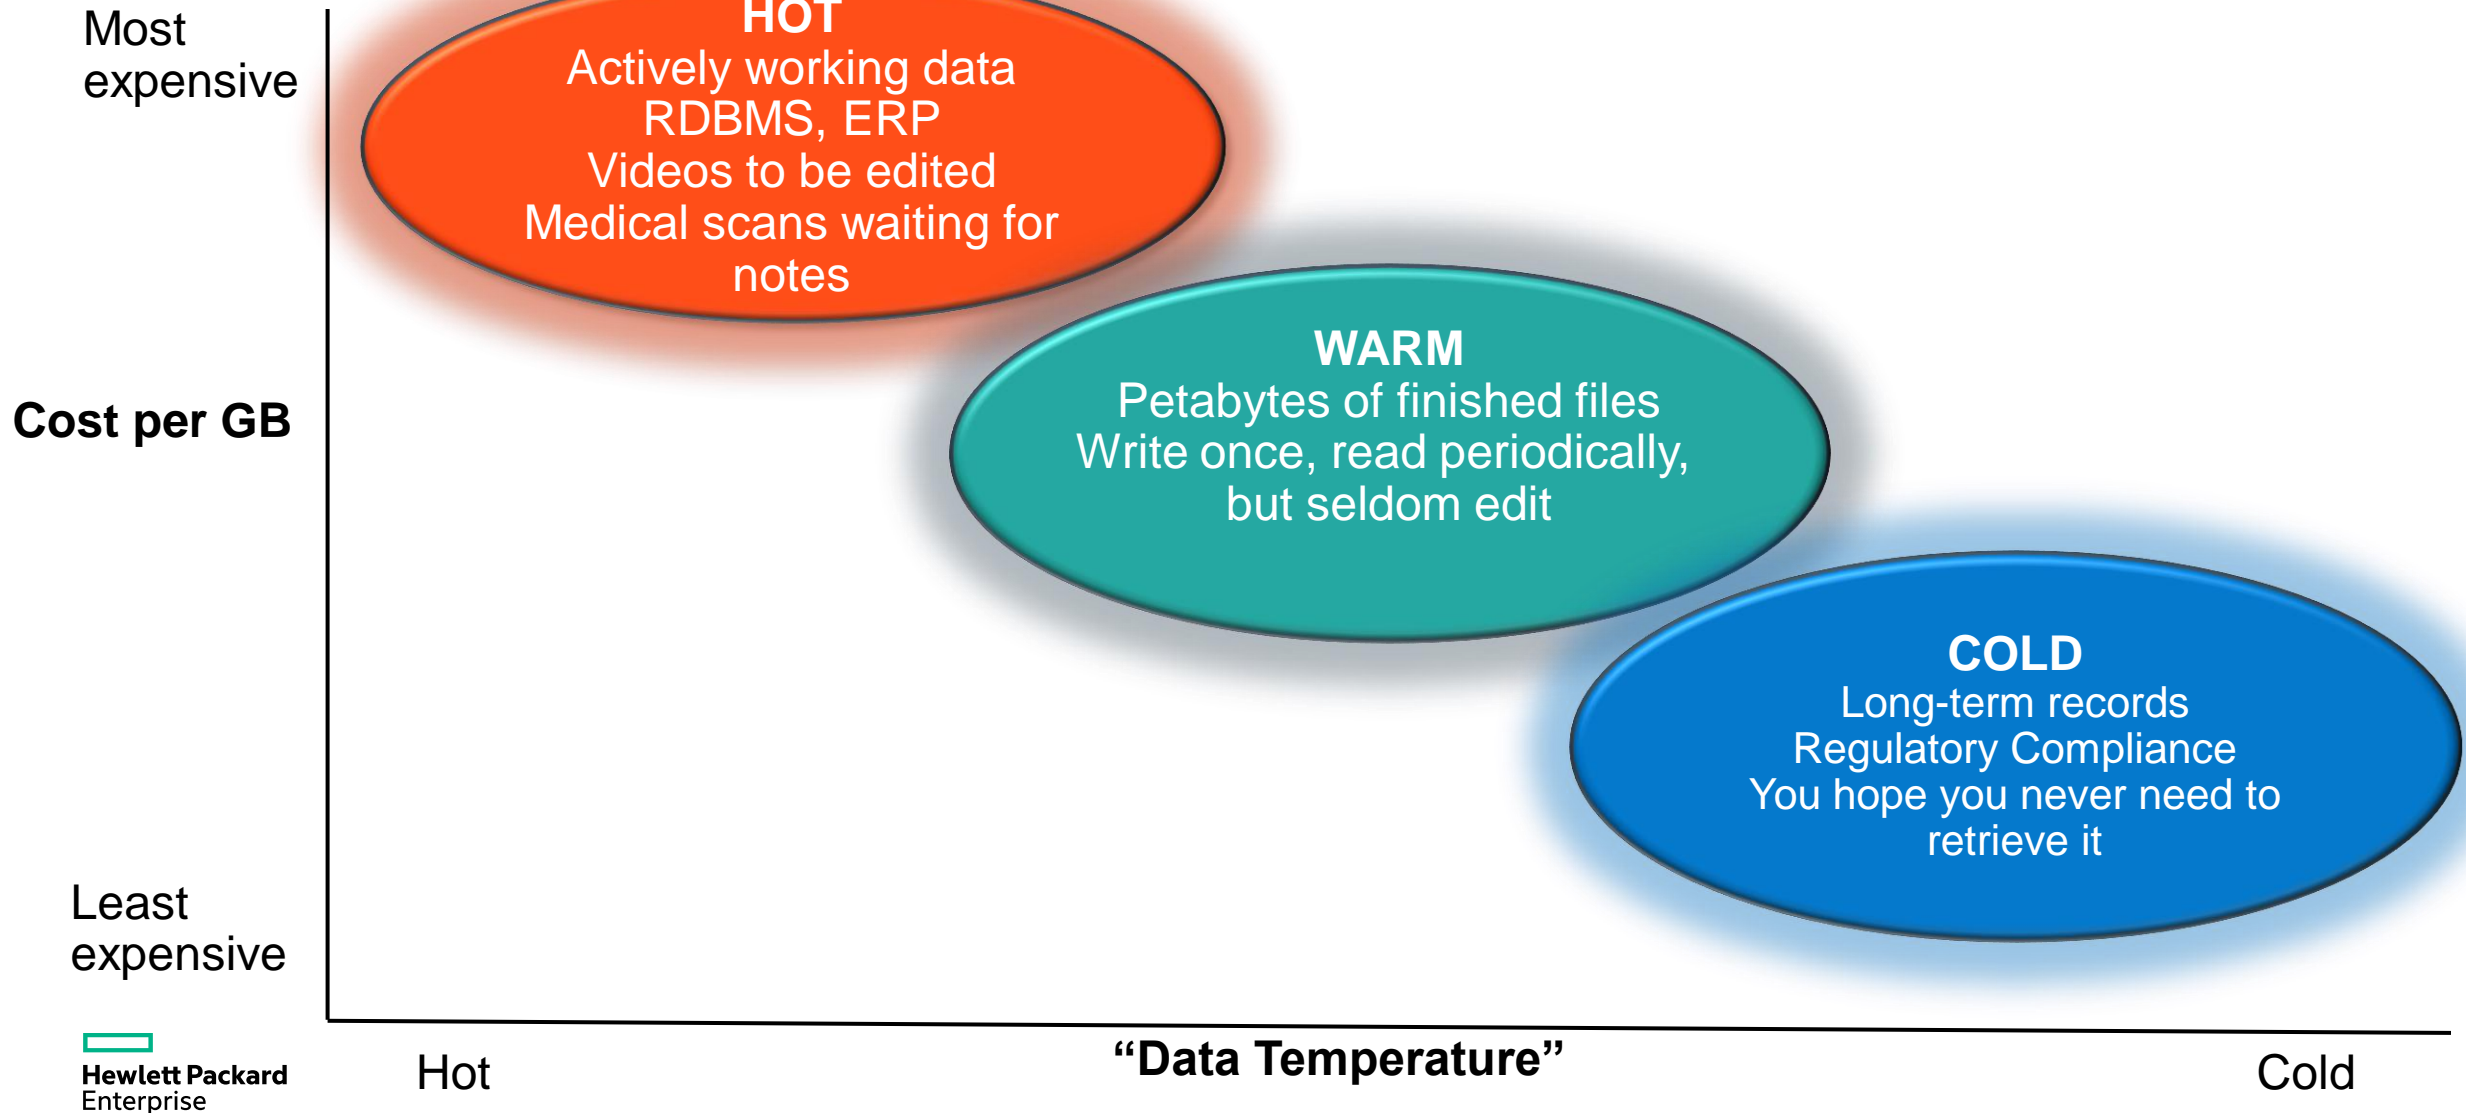 Most
expensive
HOT
Actively working data
RDBMS, ERP
Videos to be edited
Medical scans waiting for
notes
WARM
Petabytes of finished files
Write once, read periodically,
but seldom edit
Cost per GB
COLD
Long-term records
Regulatory Compliance
You hope you never need to
retrieve it
Least
expensive
Hot
“Data Temperature”
Cold
Hewlett Packard
Enterprise